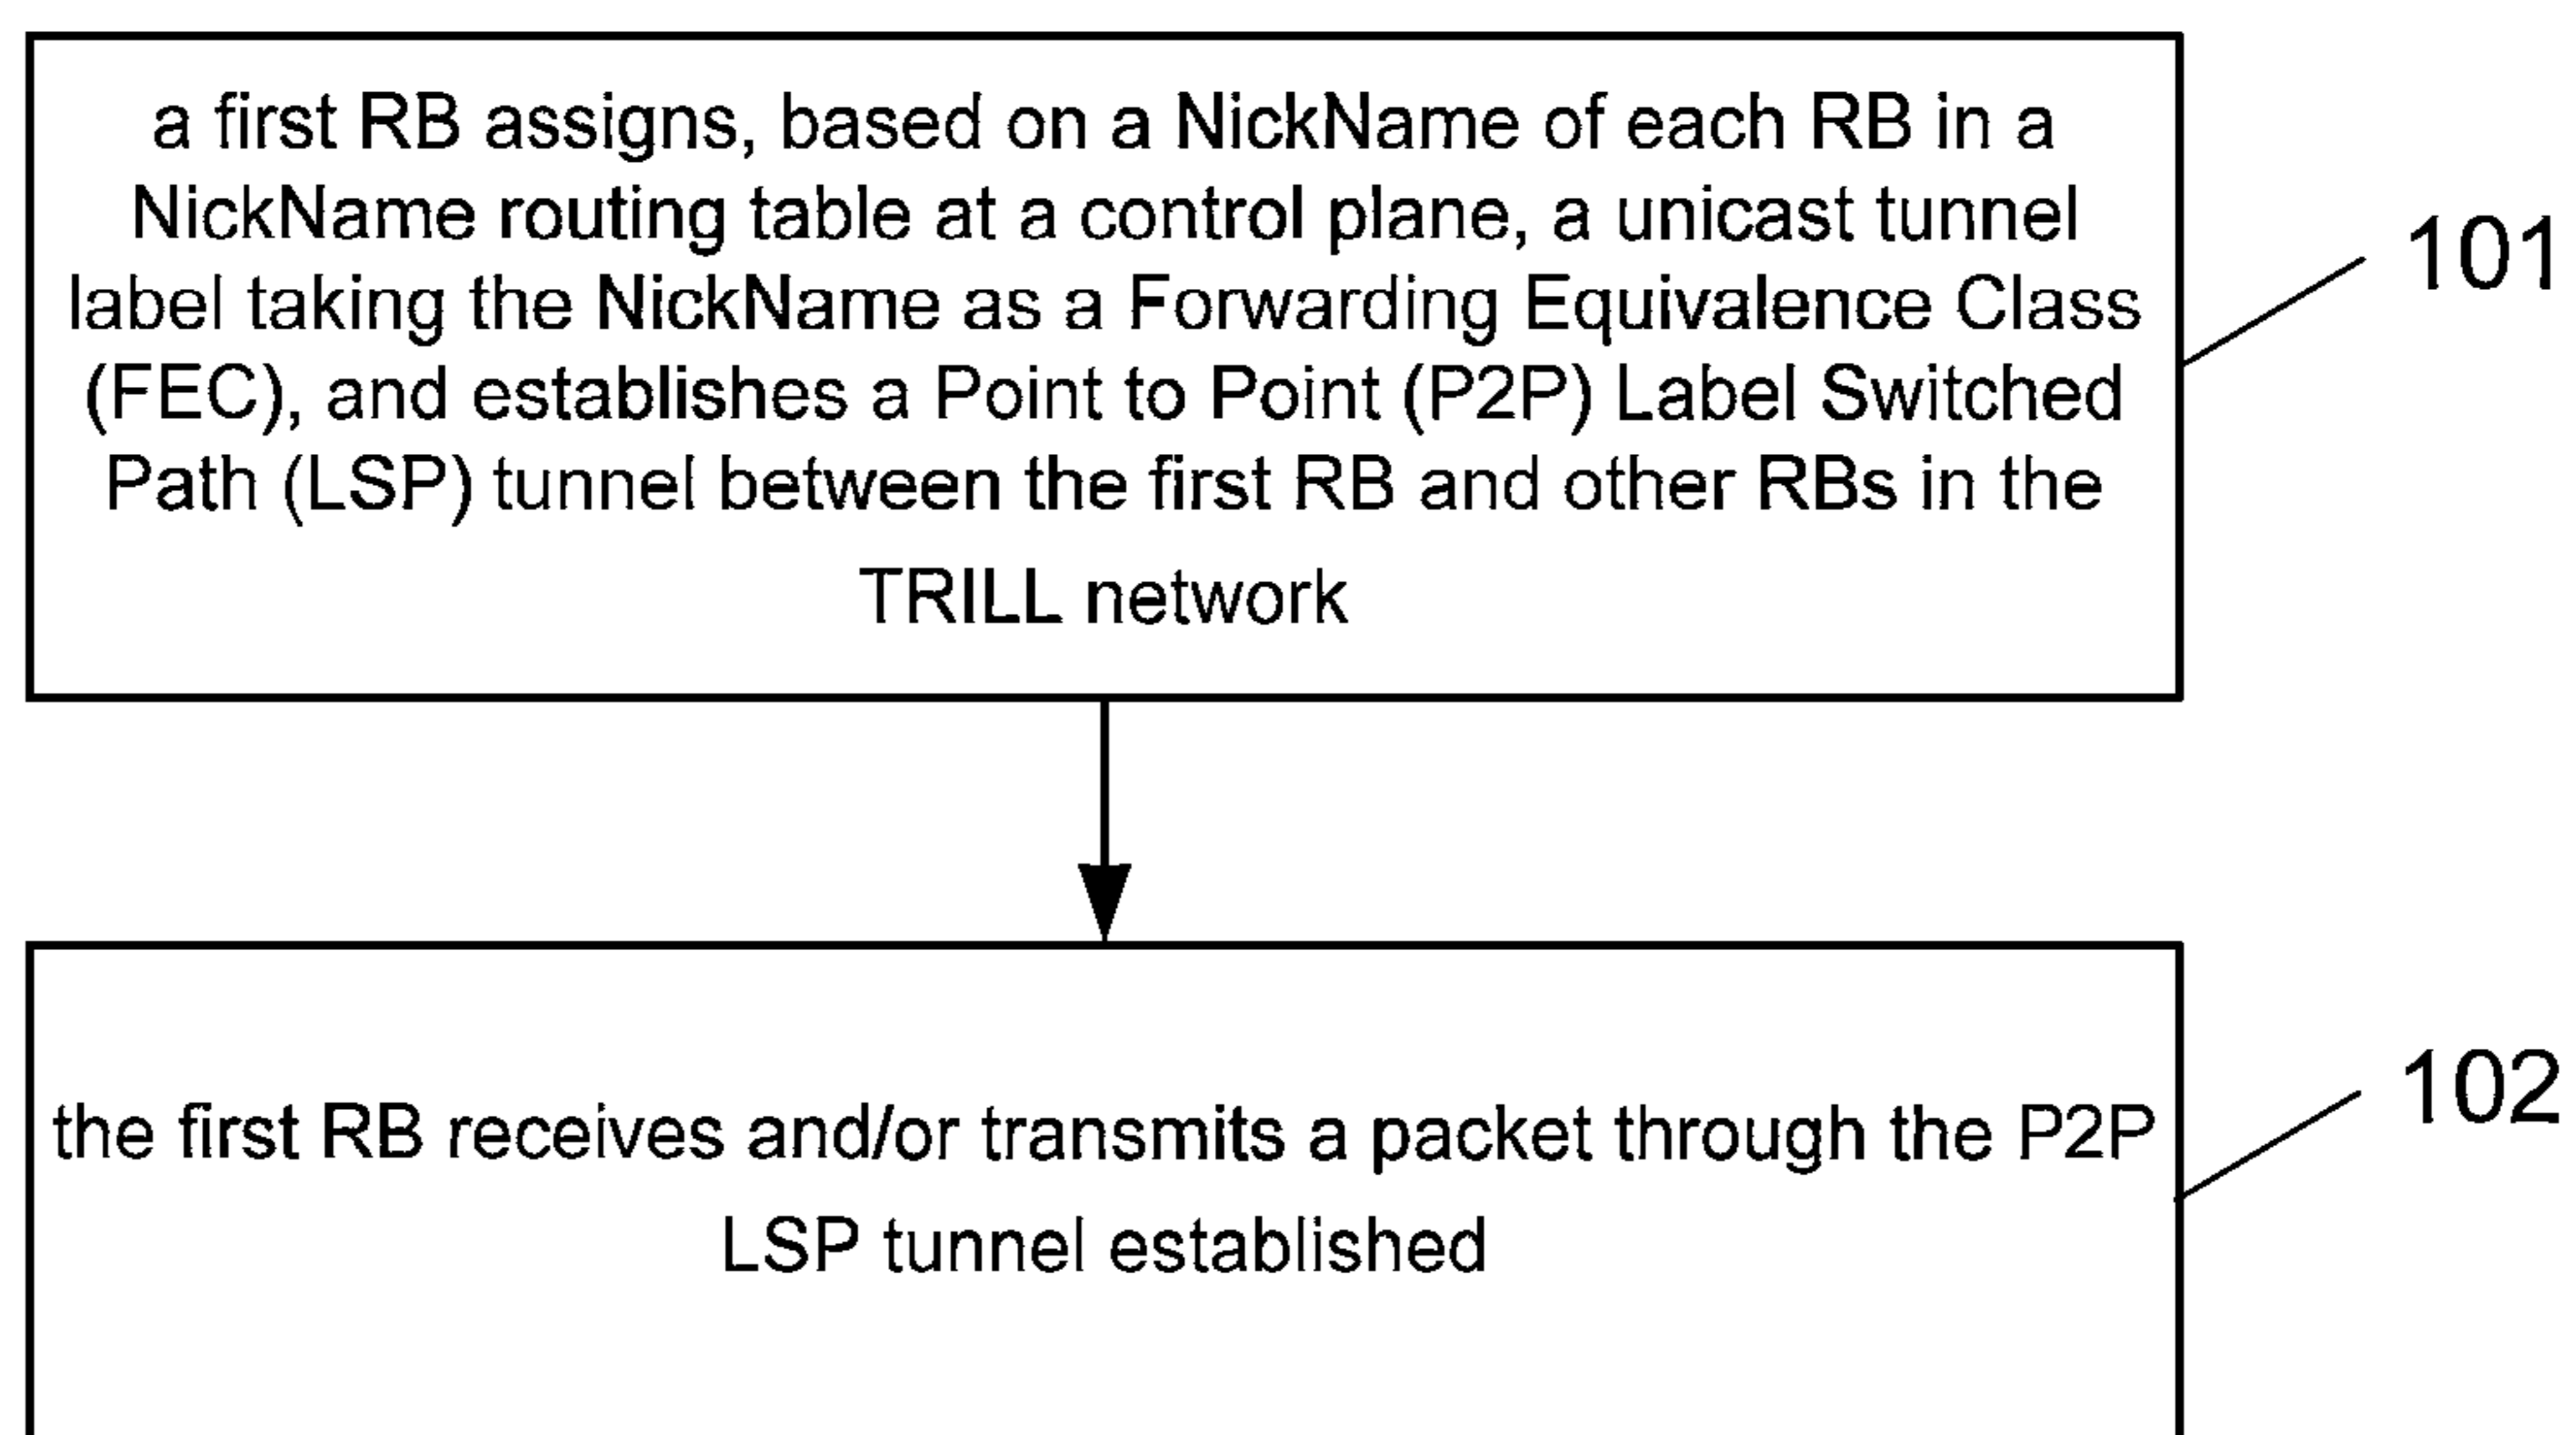 a first RB assigns, based on a NickName of each RB in a
NickName routing table at a control plane, a unicast tunnel
label taking the NickName as a Forwarding Equivalence Class
(FEC), and establishes a Point to Point (P2P) Label Switched
Path (LSP) tunnel between the first RB and other RBs in the
TRILL network
101
the first RB receives and/or transmits a packet through the P2P
LSP tunnel established
102